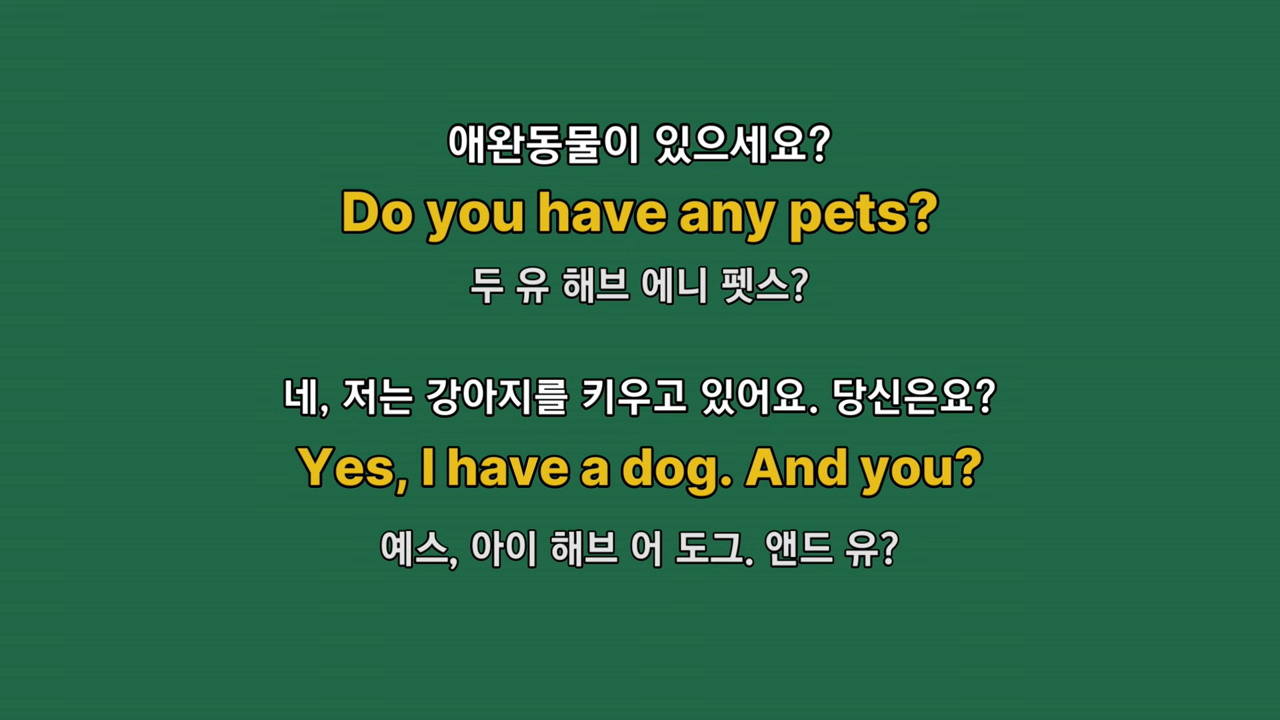 애완동물이 있으세요?
Do you have any pets?
두 유 해브 에니 펫스?
네, 저는 강아지를 키우고 있어요. 당신은요?
Yes, I have a dog. And you?
예스, 아이 해브 어 도그. 앤드 유?